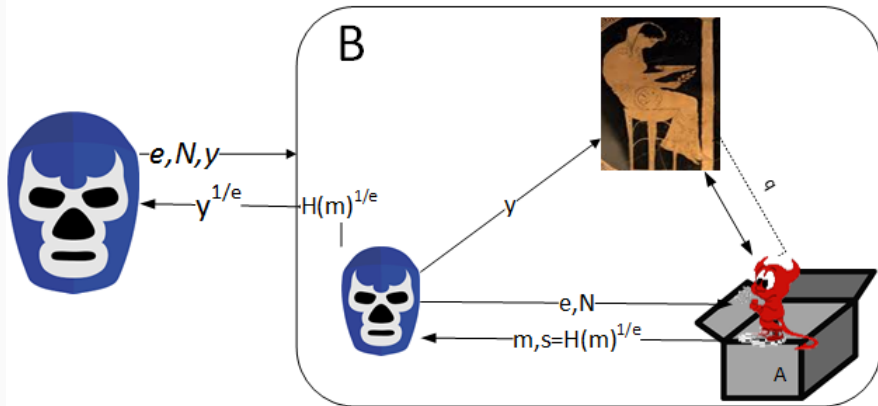 B
e,N,y
y^{1/e}
H(m)^{1/e}
y
q
e,N
m,s=H(m)^{1/e}
A